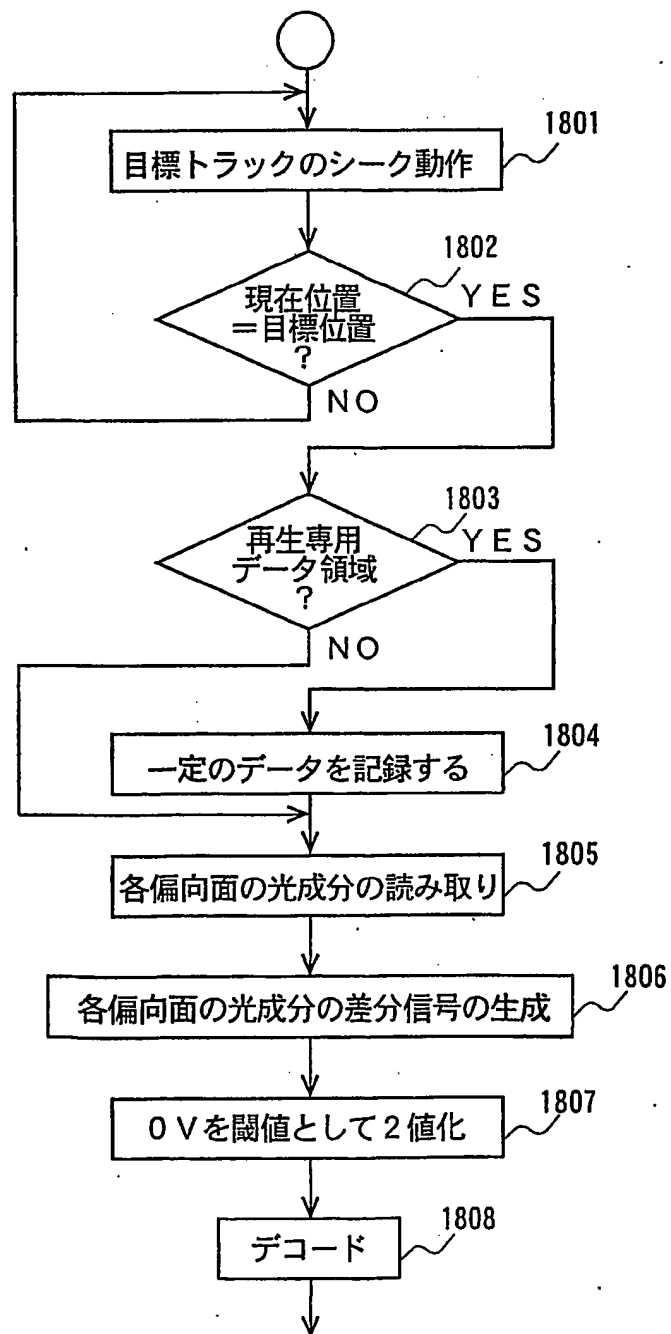 1801
目標トラックのシーク動作
1802
現在位置
＝目標位置
？
YES
NO
1803
再生専用
データ領域
？
YES
NO
1804
一定のデータを記録する
1805
各偏向面の光成分の読み取り
1806
各偏向面の光成分の差分信号の生成
1807
０Ｖを閾値として２値化
1808
デコード